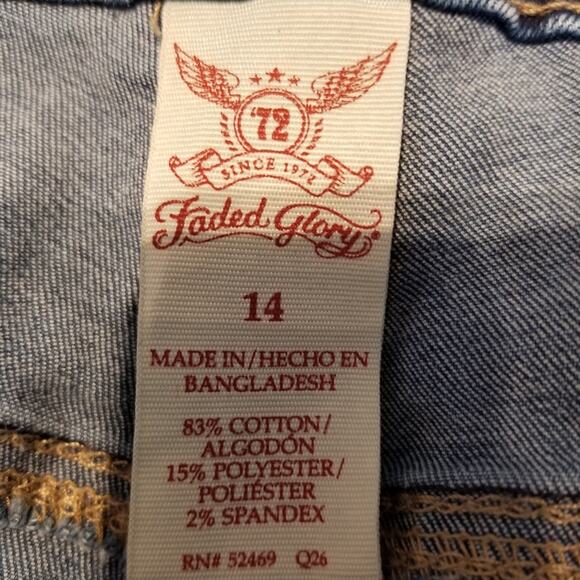 '72
SINCE 1972
Faded Glory®
14
MADE IN/HECHO EN
BANGLADESH
83% COTTON/
ALGODÓN
15% POLYESTER/
POLIÉSTER
2% SPANDEX
RN# 52469 Q26